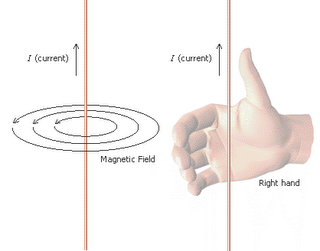 I (current)
I (current)
Magnetic Field
Right hand